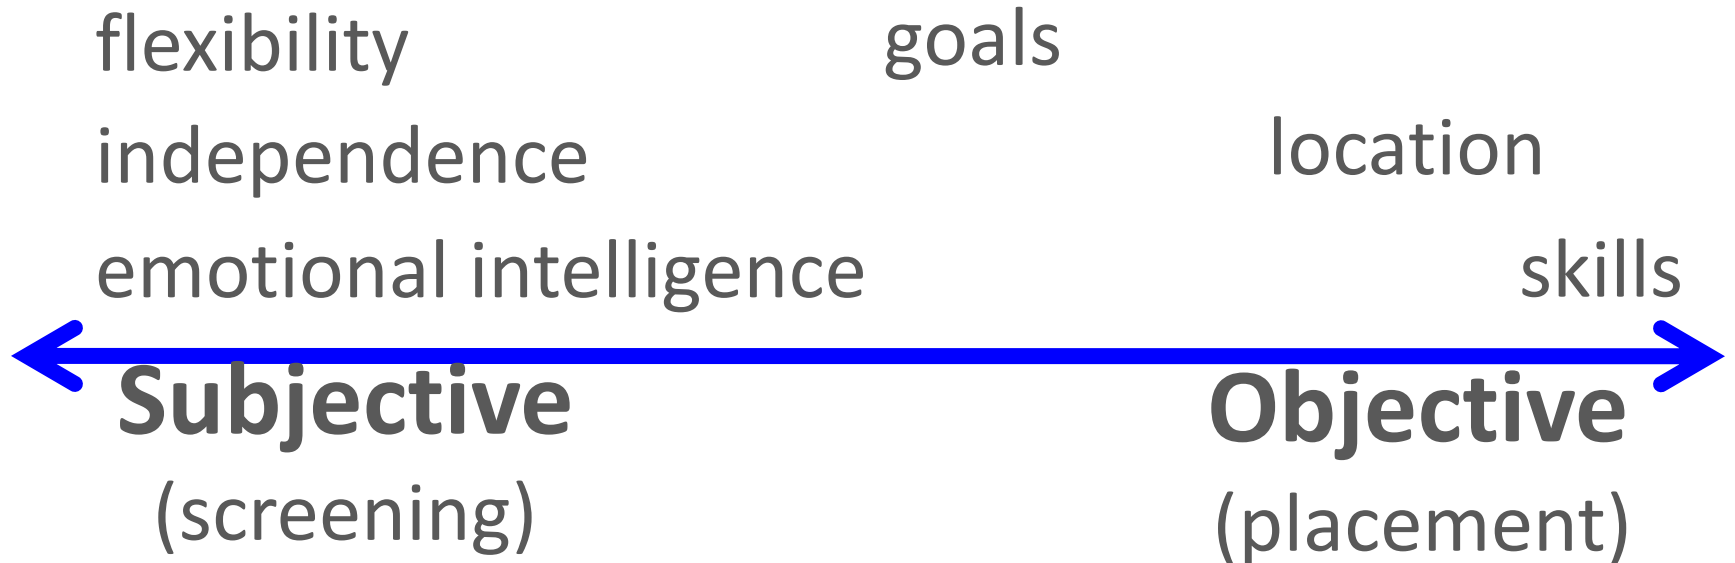 flexibility
goals
independence
location
emotional intelligence
skills
Subjective
Objective
(screening)
(placement)